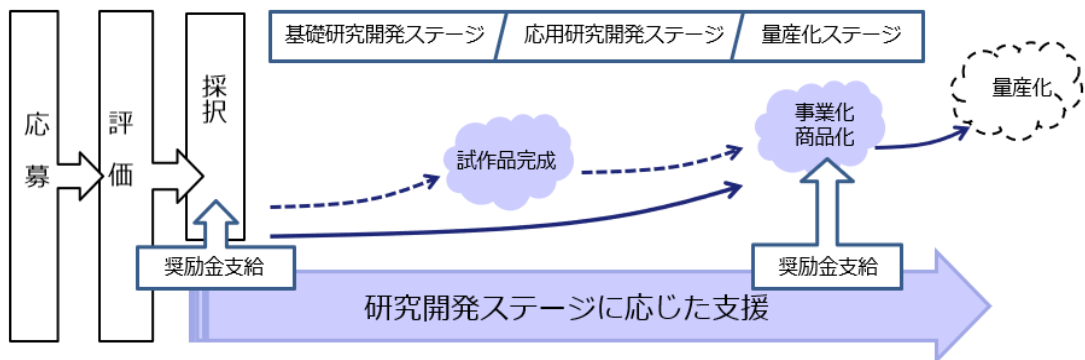 応募
評価
採択
基礎研究開発ステージ
応用研究開発ステージ
量産化ステージ
試作品完成
事業化
商品化
量産化
奨励金支給
奨励金支給
研究開発ステージに応じた支援